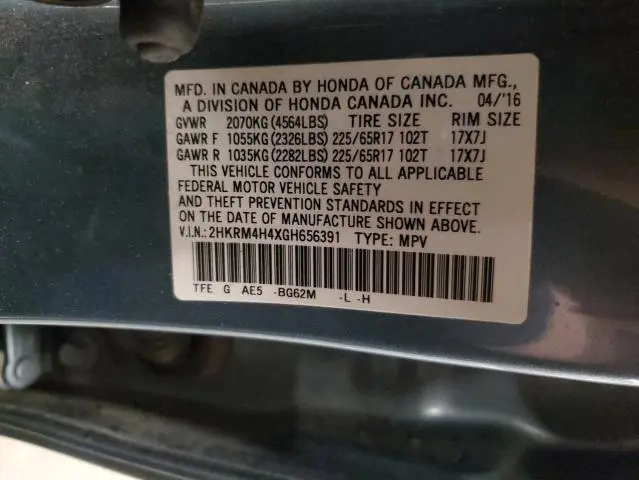 MFD. IN CANADA BY HONDA OF CANADA MFG.,
A DIVISION OF HONDA CANADA INC. 04/'16
GVWR 2070KG(4564LBS) TIRE SIZE RIM SIZE
GAWR F 1055KG(2326LBS) 225/65R17 102T 17X7J
GAWR R 1035KG(2282LBS) 225/65R17 102T 17X7J
THIS VEHICLE CONFORMS TO ALL APPLICABLE
FEDERAL MOTOR VEHICLE SAFETY
AND THEFT PREVENTION STANDARDS IN EFFECT
ON THE DATE OF MANUFACTURE SHOWN ABOVE.
V.I.N.: 2HKRM4H4XGH656391 TYPE: MPV
TFE G AE5 -BG62M -L -H